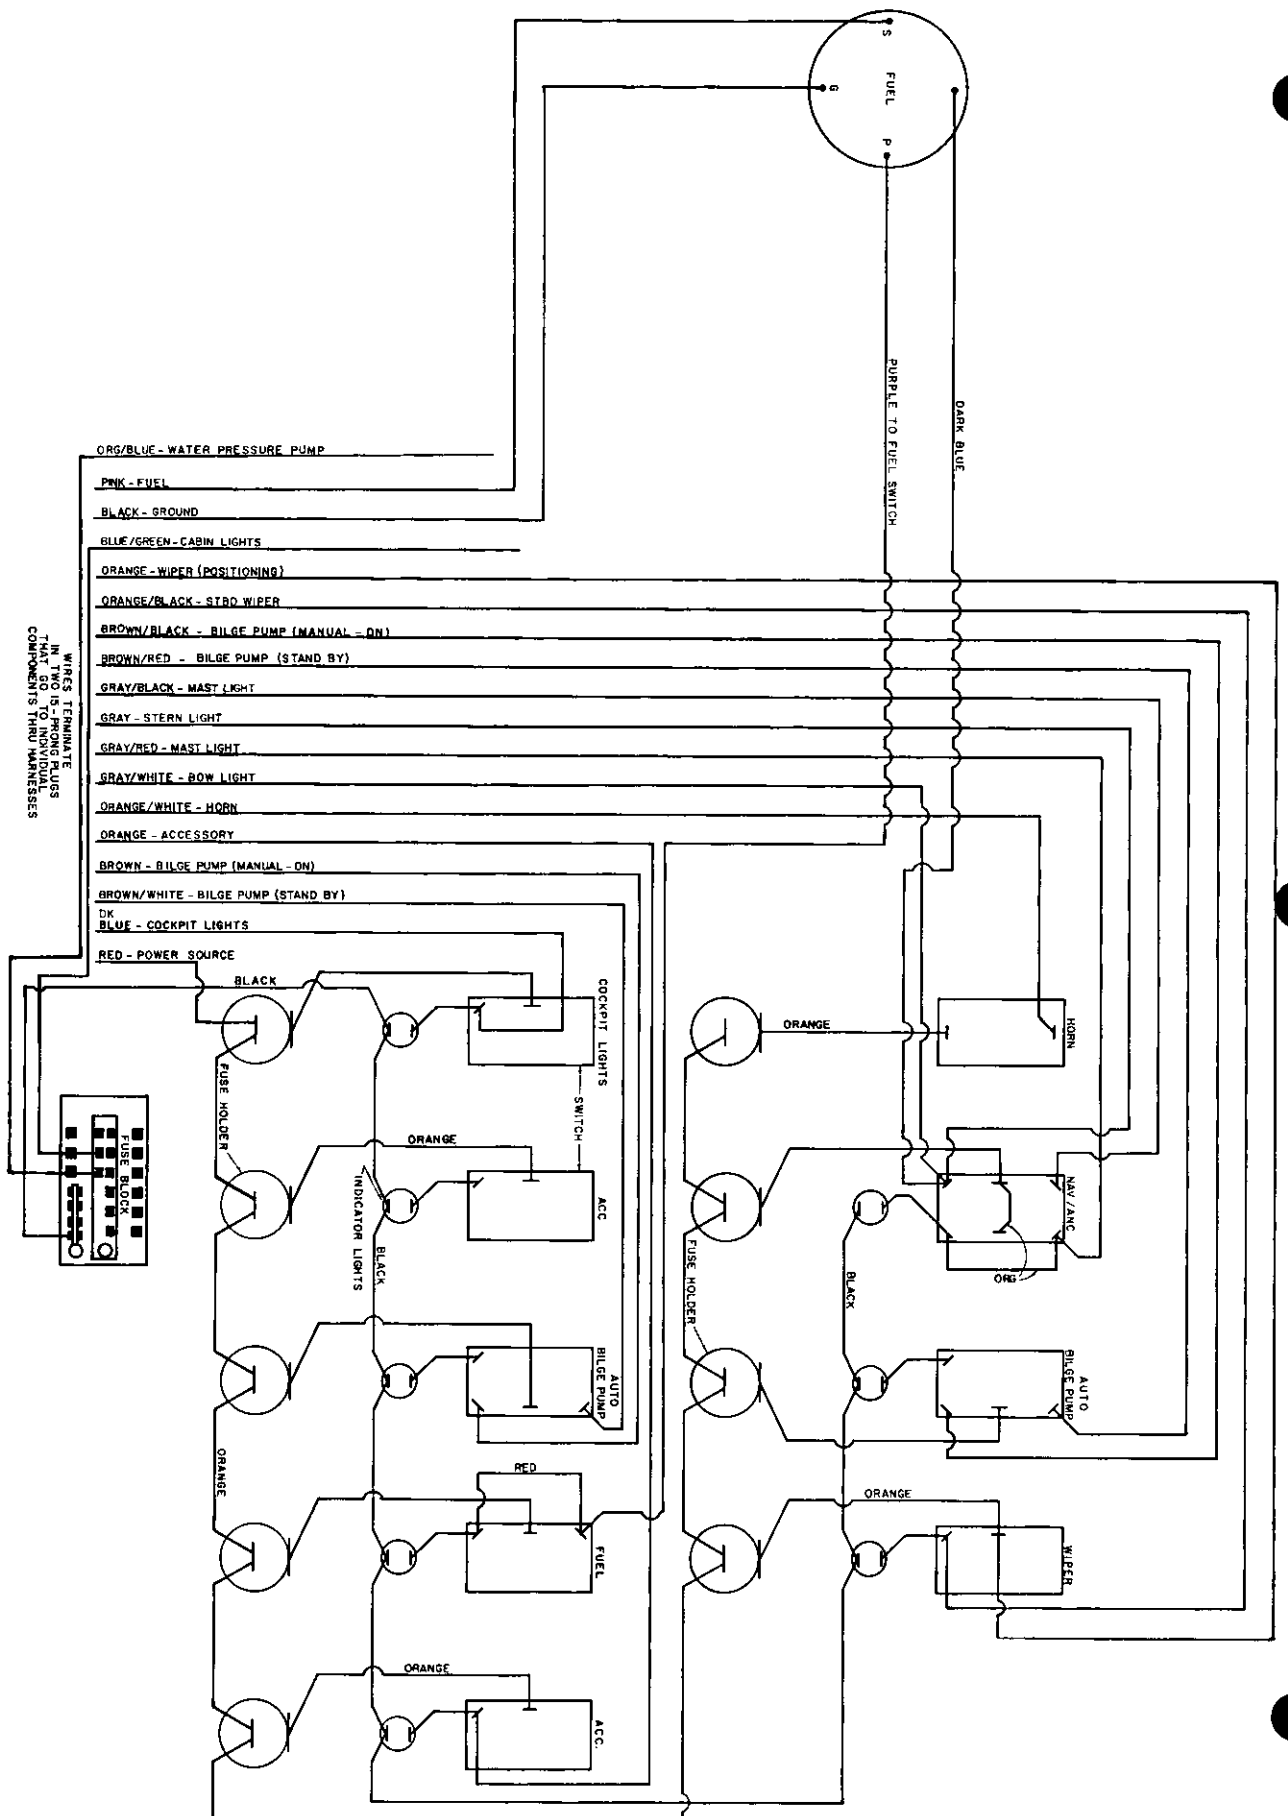 S
FUEL
G
P
PURPLE TO FUEL SWITCH
DARK BLUE
ORG/BLUE - WATER PRESSURE PUMP
PINK - FUEL
BLACK - GROUND
BLUE/GREEN - CABIN LIGHTS
ORANGE - WIPER (POSITIONING)
ORANGE/BLACK - STBD WIPER
BROWN/BLACK - BILGE PUMP (MANUAL - ON)
BROWN/RED - BILGE PUMP (STAND BY)
GRAY/BLACK - MAST LIGHT
GRAY - STERN LIGHT
GRAY/RED - MAST LIGHT
GRAY/WHITE - BOW LIGHT
ORANGE/WHITE - HORN
ORANGE - ACCESSORY
BROWN - BILGE PUMP (MANUAL - ON)
BROWN/WHITE - BILGE PUMP (STAND BY)
DK
BLUE - COCKPIT LIGHTS
RED - POWER SOURCE
WIRES TERMINATE
IN TWO 15-PRONG PLUGS
THAT GO TO INDIVIDUAL
COMPONENTS THRU HARNESSES
BLACK
COCKPIT LIGHTS
ORANGE
HORN
FUSE HOLDER
SWITCH
FUSE BLOCK
ORANGE
ACC
INDICATOR LIGHTS
BLACK
NAV/ANC
ORG
BLACK
FUSE HOLDER
AUTO
BILGE PUMP
AUTO
BILGE PUMP
ORANGE
RED
FUEL
ORANGE
WIPER
ORANGE
ACC.